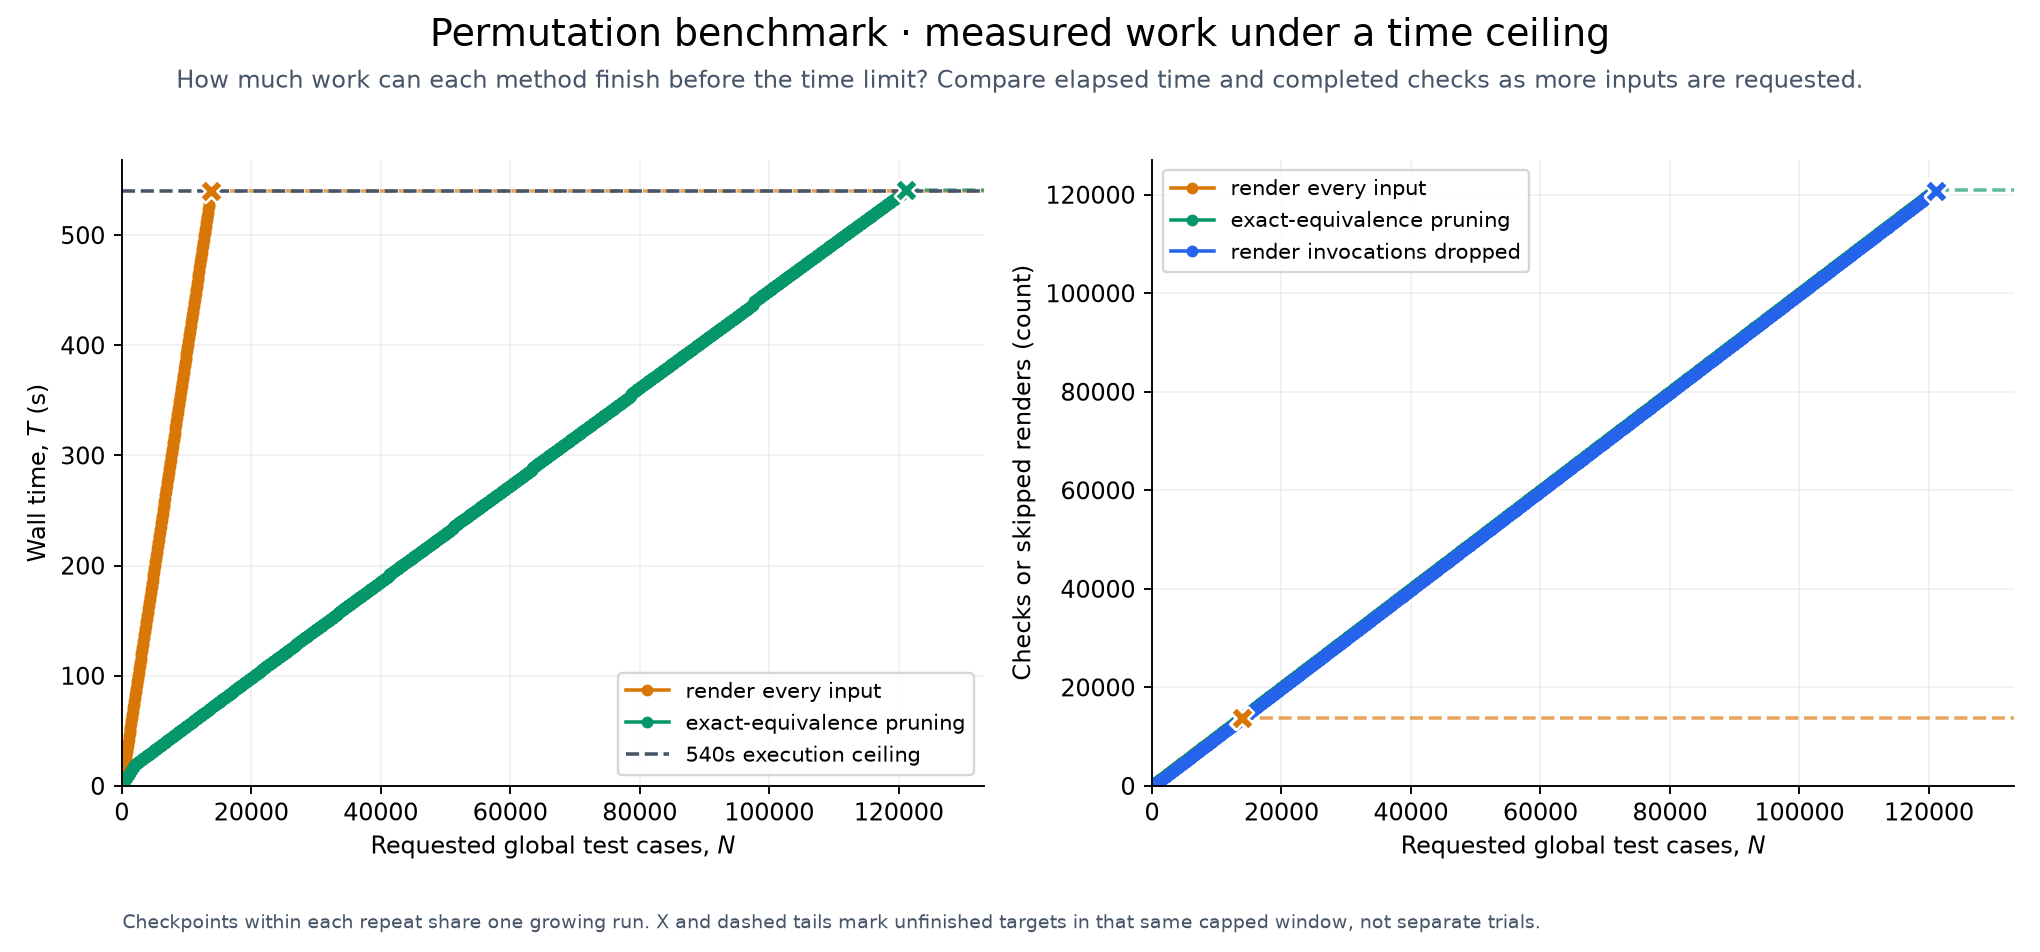 Permutation benchmark · measured work under a time ceiling
How much work can each method finish before the time limit? Compare elapsed time and completed checks as more inputs are requested.
Wall time, T (s)
500
400
300
200
100
0
0 20000 40000 60000 80000 100000 120000
Requested global test cases, N
render every input
exact-equivalence pruning
540s execution ceiling
Checks or skipped renders (count)
120000
100000
80000
60000
40000
20000
0
0 20000 40000 60000 80000 100000 120000
Requested global test cases, N
render every input
exact-equivalence pruning
render invocations dropped
Checkpoints within each repeat share one growing run. X and dashed tails mark unfinished targets in that same capped window, not separate trials.